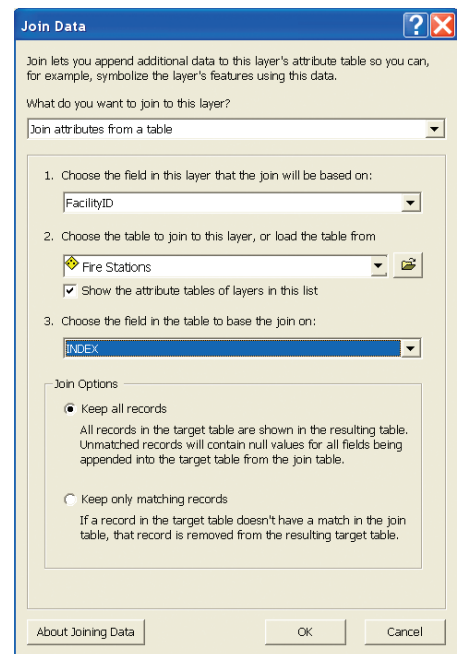 Join Data
Join lets you append additional data to this layer's attribute table so you can,
for example, symbolize the layer's features using this data.
What do you want to join to this layer?
Join attributes from a table
1. Choose the field in this layer that the join will be based on:
FacilityID
2. Choose the table to join to this layer, or load the table from
Fire Stations
Show the attribute tables of layers in this list
3. Choose the field in the table to base the join on:
INDEX
Join Options
Keep all records
All records in the target table are shown in the resulting table.
Unmatched records will contain null values for all fields being
appended into the target table from the join table.
Keep only matching records
If a record in the target table doesn't have a match in the join
table, that record is removed from the resulting target table.
About Joining Data
OK
Cancel